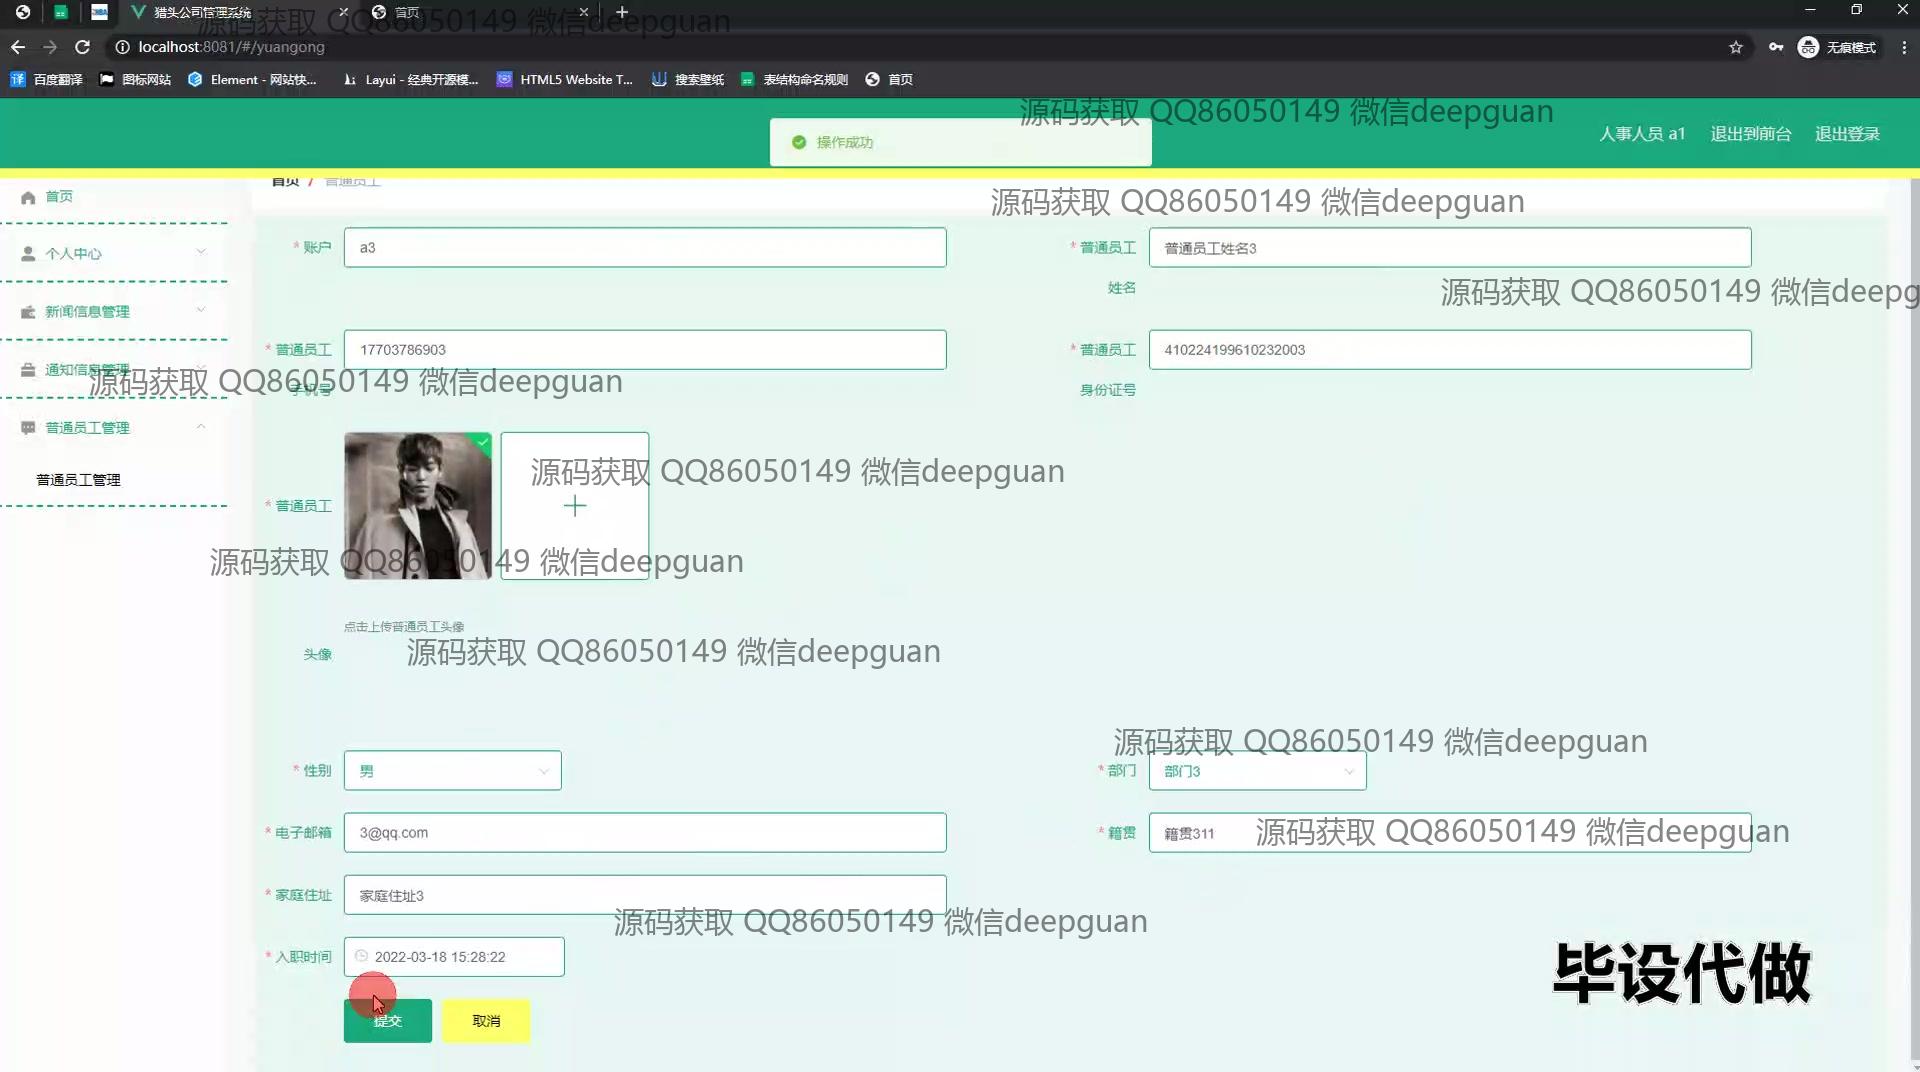 猎头公司管理系统
首页
localhost:8081/#/yuangong
无痕模式
百度翻译
图标网站
Element - 网站快...
Layui - 经典开源模...
HTML5 Website T...
搜索壁纸
表结构命名规则
首页
源码获取 QQ86050149 微信deepguan
源码获取 QQ86050149 微信deepguan
操作成功
人事人员 a1
退出到前台
退出登录
首页 / 普通员工
源码获取 QQ86050149 微信deepguan
首页
个人中心
新闻信息管理
通知信息管理
普通员工管理
普通员工管理
* 账户
a3
* 普通员工
姓名
普通员工姓名3
源码获取 QQ86050149 微信deepg
* 普通员工
手机号
17703786903
* 普通员工
身份证号
410224199610232003
源码获取 QQ86050149 微信deepguan
源码获取 QQ86050149 微信deepguan
* 普通员工
头像
源码获取 QQ86050149 微信deepguan
点击上传普通员工头像
源码获取 QQ86050149 微信deepguan
源码获取 QQ86050149 微信deepguan
* 性别
男
* 部门
部门3
* 电子邮箱
3@qq.com
* 籍贯
籍贯311
源码获取 QQ86050149 微信deepguan
* 家庭住址
家庭住址3
源码获取 QQ86050149 微信deepguan
* 入职时间
2022-03-18 15:28:22
毕设代做
提交
取消